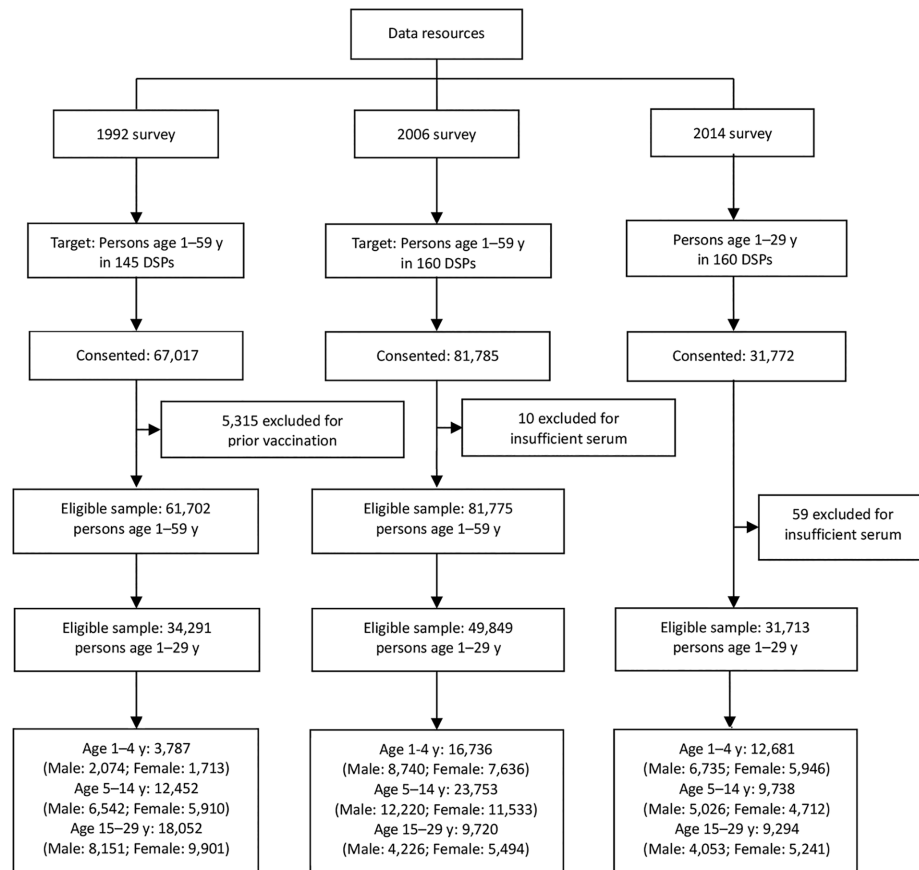 Data resources
1992 survey
2006 survey
2014 survey
Target: Persons age 1–59 y
in 145 DSPs
Target: Persons age 1–59 y
in 160 DSPs
Persons age 1–29 y
in 160 DSPs
Consented: 67,017
Consented: 81,785
Consented: 31,772
5,315 excluded for
prior vaccination
10 excluded for
insufficient serum
Eligible sample: 61,702
persons age 1–59 y
Eligible sample: 81,775
persons age 1–59 y
59 excluded for
insufficient serum
Eligible sample: 34,291
persons age 1–29 y
Eligible sample: 49,849
persons age 1–29 y
Eligible sample: 31,713
persons age 1–29 y
Age 1–4 y: 3,787
(Male: 2,074; Female: 1,713)
Age 5–14 y: 12,452
(Male: 6,542; Female: 5,910)
Age 15–29 y: 18,052
(Male: 8,151; Female: 9,901)
Age 1-4 y: 16,736
(Male: 8,740; Female: 7,636)
Age 5–14 y: 23,753
(Male: 12,220; Female: 11,533)
Age 15–29 y: 9,720
(Male: 4,226; Female: 5,494)
Age 1–4 y: 12,681
(Male: 6,735; Female: 5,946)
Age 5–14 y: 9,738
(Male: 5,026; Female: 4,712)
Age 15–29 y: 9,294
(Male: 4,053; Female: 5,241)